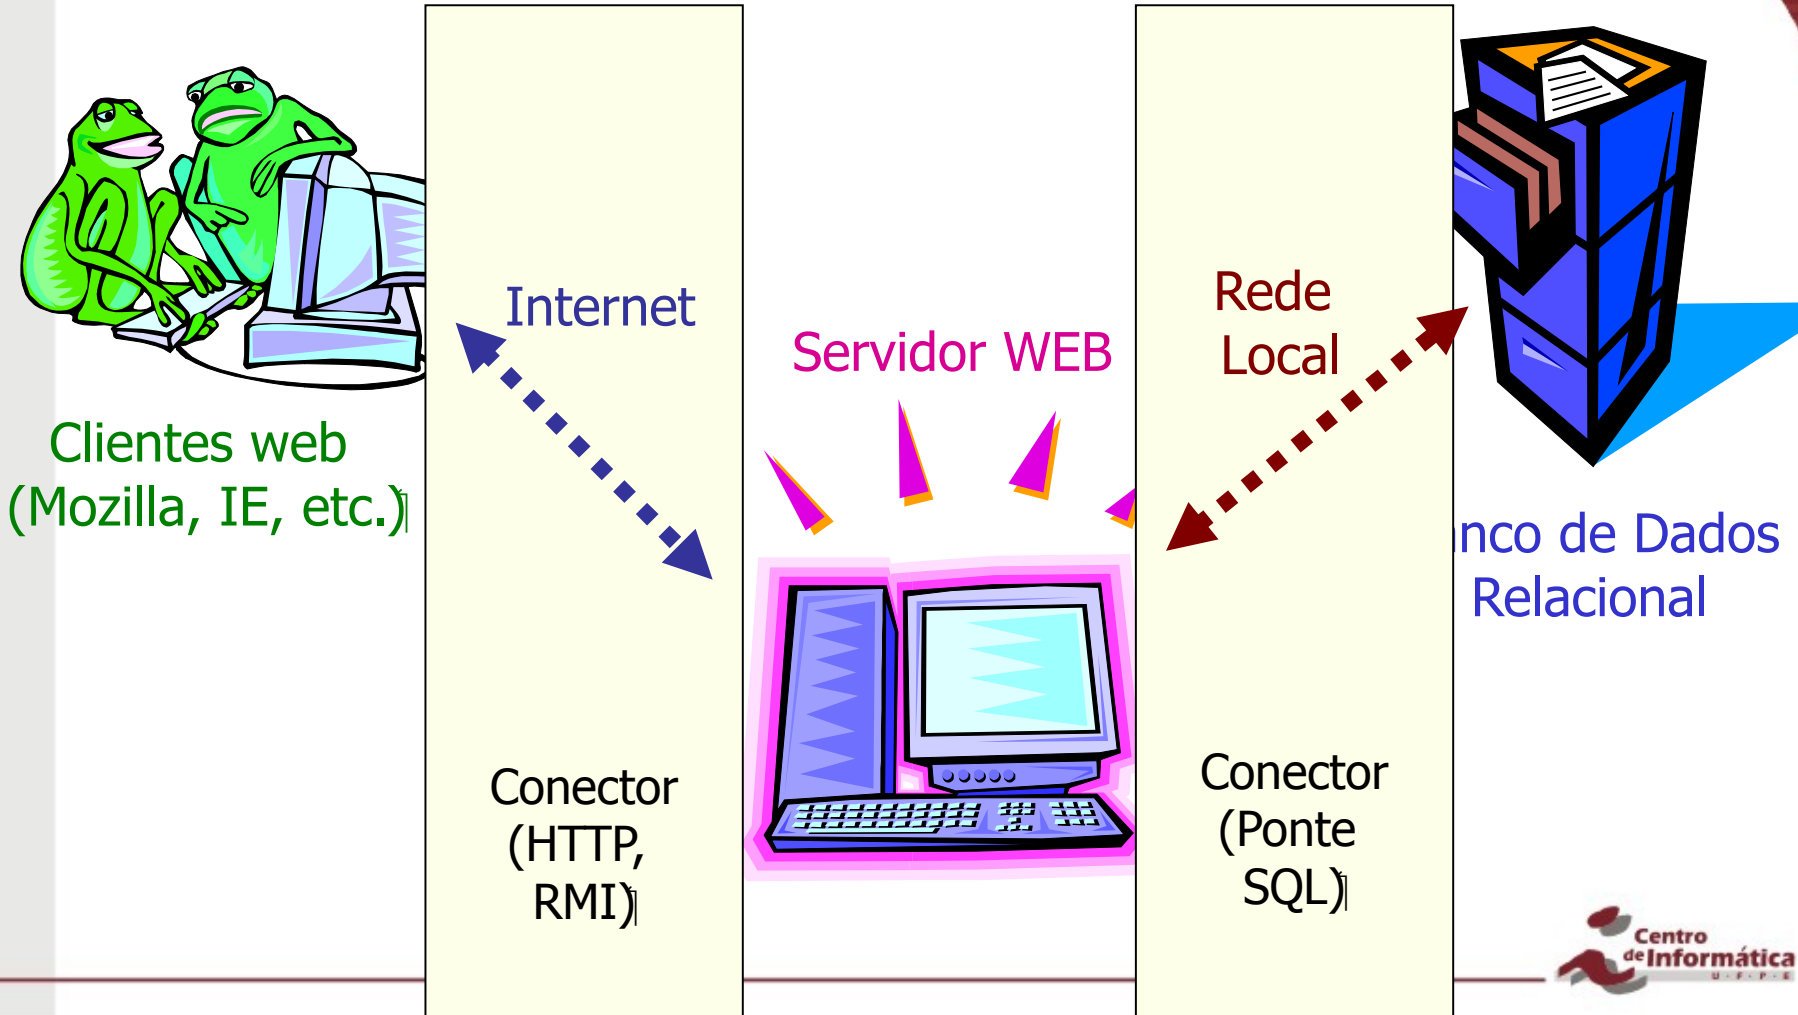 Clientes web
(Mozilla, IE, etc.)
Internet
Conector
(HTTP,
RMI)
Servidor WEB
Rede
Local
Conector
(Ponte
SQL)
nco de Dados
Relacional
Centro
de Informática
U · F · P · E